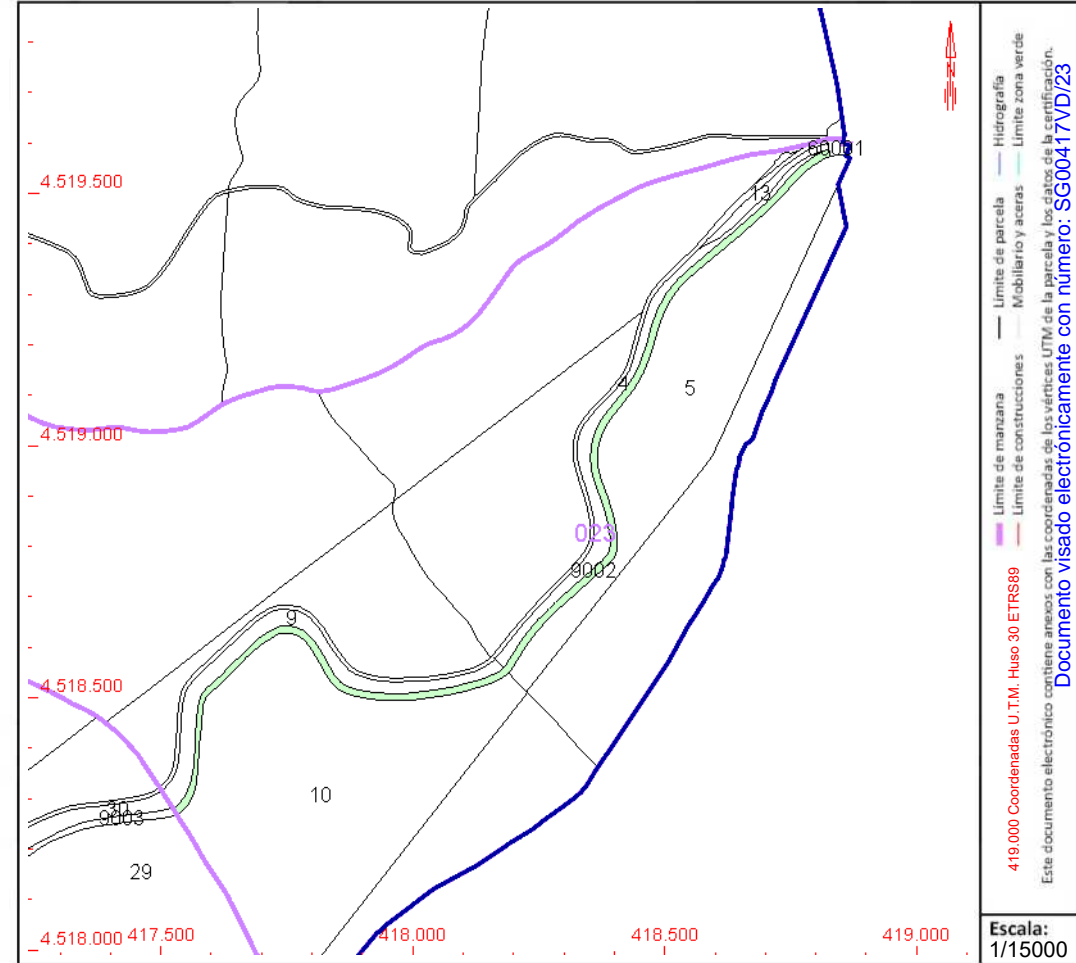 N
60001
4.519.500
13
4
5
4.519.000
023
9002
9
4.518.500
10
30
9003
29
4.518.000
417.500
418.000
418.500
419.000
419.000 Coordenadas U.T.M. Huso 30 ETRS89
Límite de manzana
Límite de parcela
Hidrografía
Límite de construcciones
Mobiliario y aceras
Límite zona verde
Este documento electrónico contiene anexos con las coordenadas de los vértices UTM de la parcela y los datos de la certificación.
Documento visado electrónicamente con número: SG00417VD/23
Escala:
1/15000